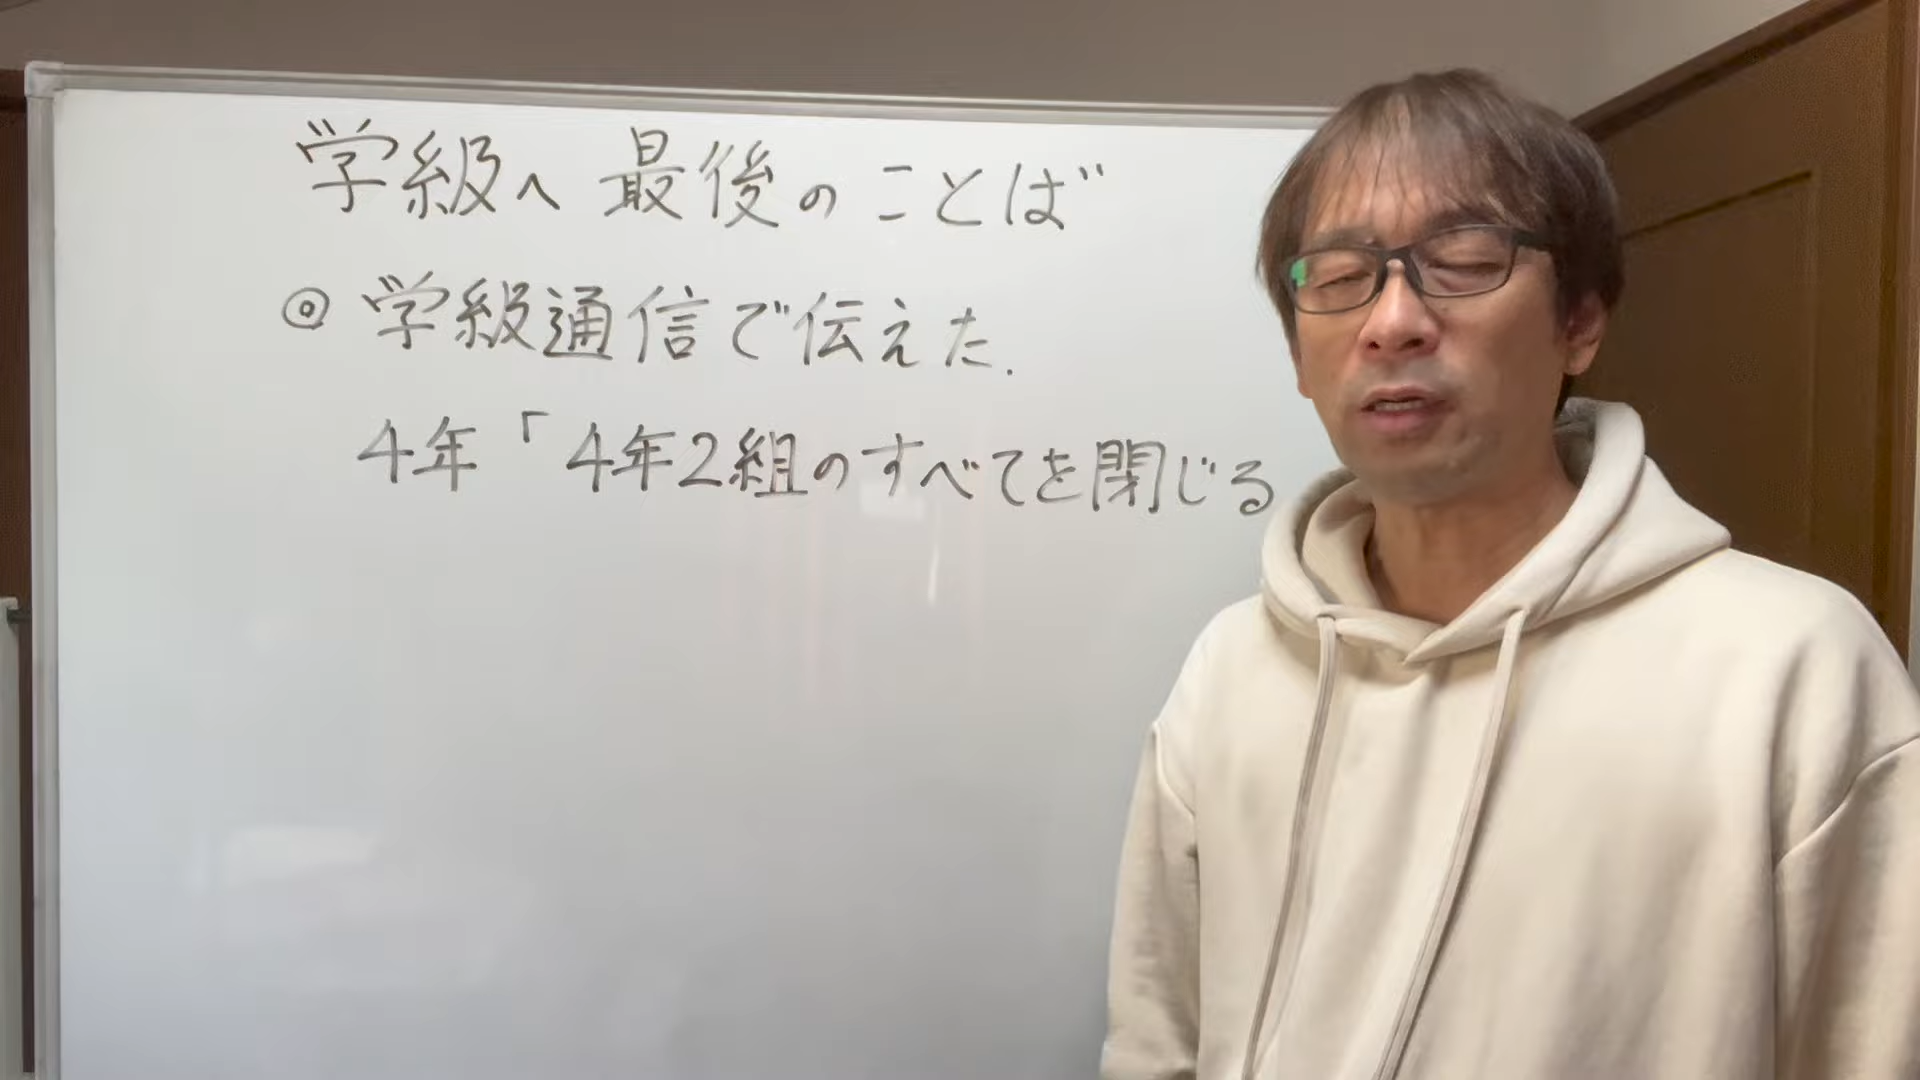 学級へ 最後のことば
◎ 学級通信で伝えた.
4年「4年2組のすべてを閉じる